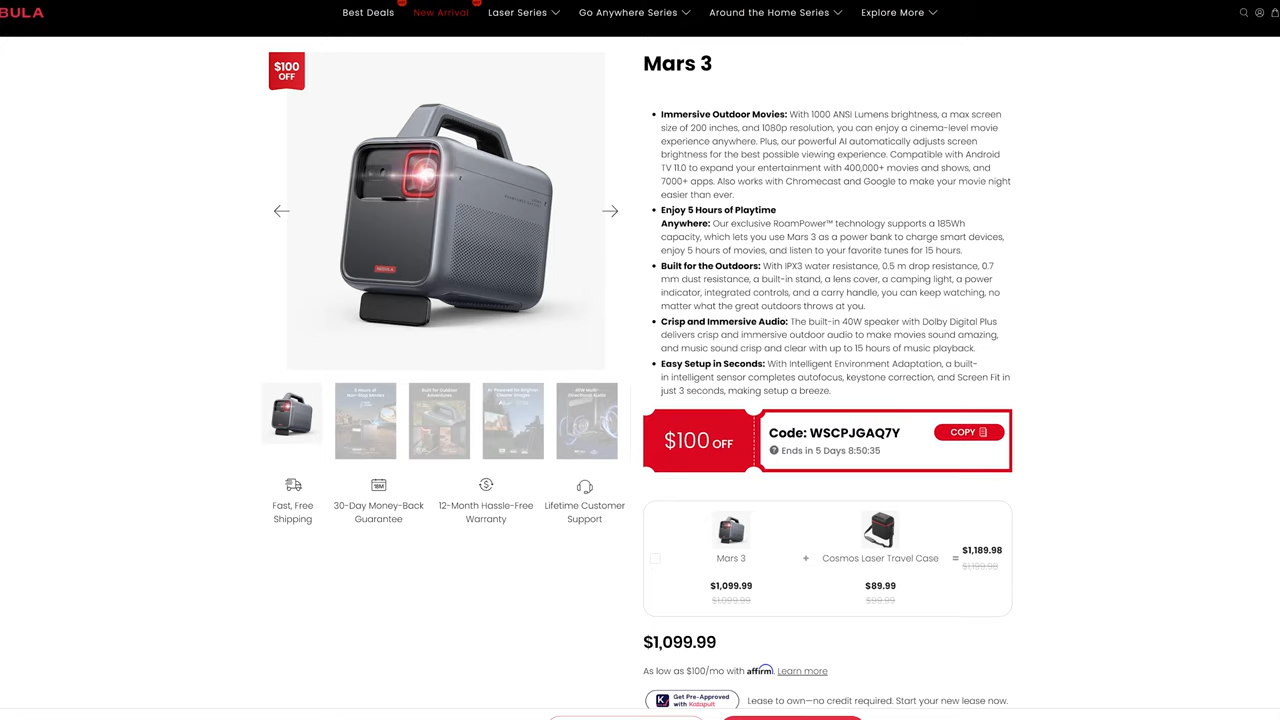 BULA
Best Deals
New Arrival
Laser Series
Go Anywhere Series
Around the Home Series
Explore More
$100
OFF
NEBULA
Fast, Free
Shipping
30-Day Money-Back
Guarantee
12-Month Hassle-Free
Warranty
Lifetime Customer
Support
Mars 3
• Immersive Outdoor Movies: With 1000 ANSI Lumens brightness, a max screen
size of 200 inches, and 1080p resolution, you can enjoy a cinema-level movie
experience anywhere. Plus, our powerful AI automatically adjusts screen
brightness for the best possible viewing experience. Compatible with Android
TV 11.0 to expand your entertainment with 400,000+ movies and shows, and
7000+ apps. Also works with Chromecast and Google to make your movie night
easier than ever.
• Enjoy 5 Hours of Playtime
Anywhere: Our exclusive RoamPower™ technology supports a 185Wh
capacity, which lets you use Mars 3 as a power bank to charge smart devices,
enjoy 5 hours of movies, and listen to your favorite tunes for 15 hours.
• Built for the Outdoors: With IPX3 water resistance, 0.5 m drop resistance, 0.7
mm dust resistance, a built-in stand, a lens cover, a camping light, a power
indicator, integrated controls, and a carry handle, you can keep watching, no
matter what the great outdoors throws at you.
• Crisp and Immersive Audio: The built-in 40W speaker with Dolby Digital Plus
delivers crisp and immersive outdoor audio to make movies sound amazing,
and music sound crisp and clear with up to 15 hours of music playback.
• Easy Setup in Seconds: With Intelligent Environment Adaptation, a built-
in intelligent sensor completes autofocus, keystone correction, and Screen Fit in
just 3 seconds, making setup a breeze.
$100 OFF
Code: WSCPJGAQ7Y
COPY
Ends in 5 Days 8:50:35
Mars 3
+
Cosmos Laser Travel Case
=
$1,189.98
$1,199.98
$1,099.99
$1,099.99
$89.99
$99.99
$1,099.99
As low as $100/mo with affirm. Learn more
Get Pre-Approved
with Katapult
Lease to own—no credit required. Start your new lease now.